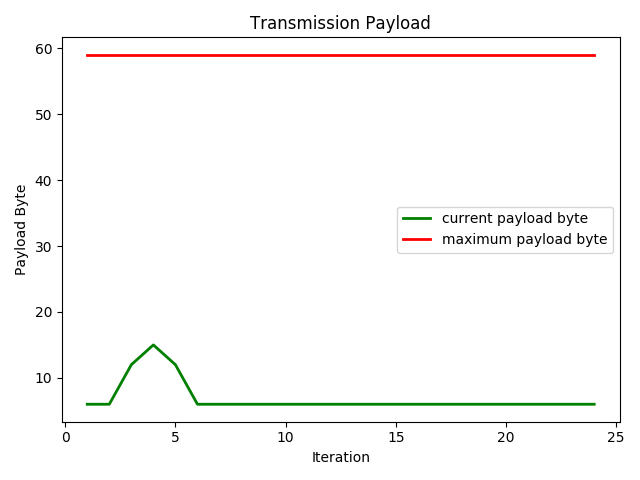 Transmission Payload
60
50
40
30
20
10
Payload Byte
current payload byte
maximum payload byte
0 5 10 15 20 25
Iteration